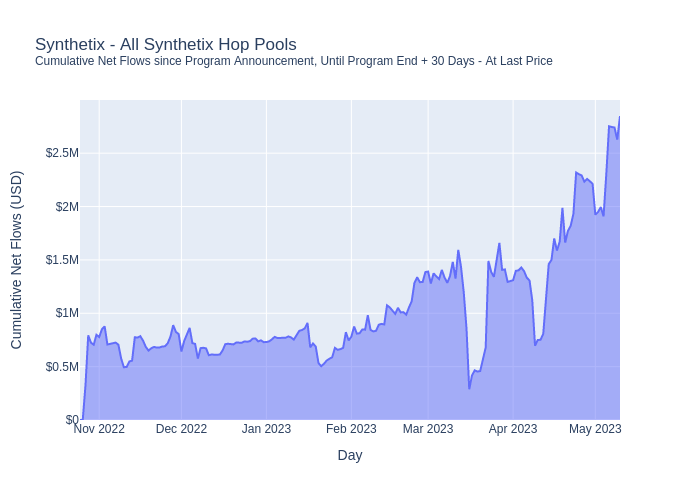 Synthetix - All Synthetix Hop Pools
Cumulative Net Flows since Program Announcement, Until Program End + 30 Days - At Last Price
Cumulative Net Flows (USD)
$2.5M
$2M
$1.5M
$1M
$0.5M
$0
Nov 2022
Dec 2022
Jan 2023
Feb 2023
Mar 2023
Apr 2023
May 2023
Day